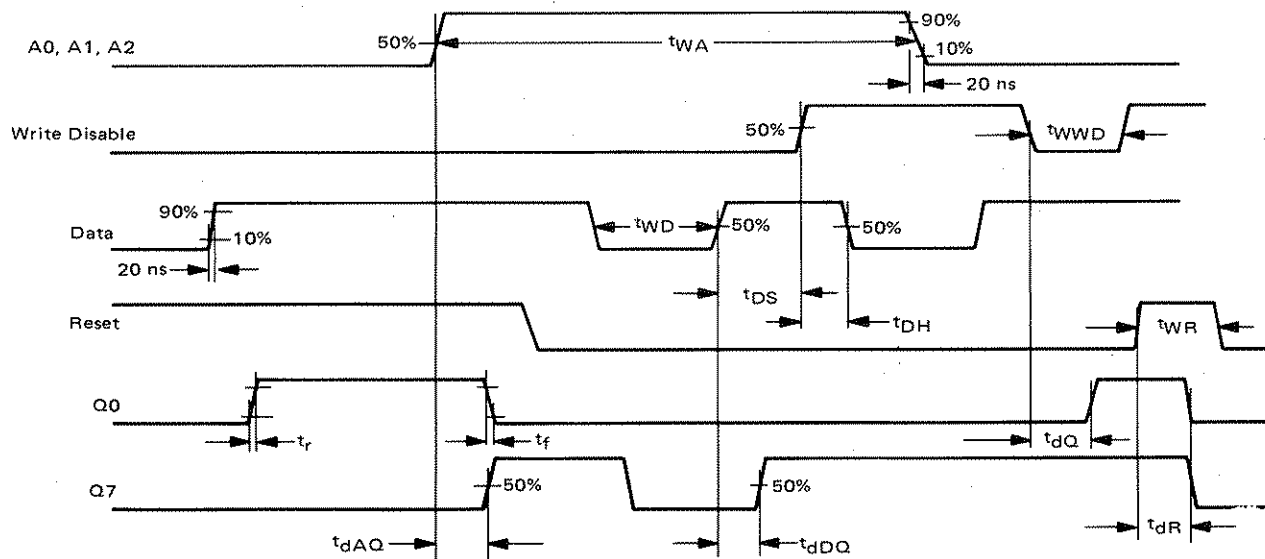 A0, A1, A2
50%
tWA
90%
10%
20 ns
Write Disable
50%
tWWD
Data
90%
10%
20 ns
tWD
50%
50%
tDS
tDH
Reset
tWR
Q0
tr
tf
tdQ
Q7
50%
50%
tdAQ
tdDQ
tdR